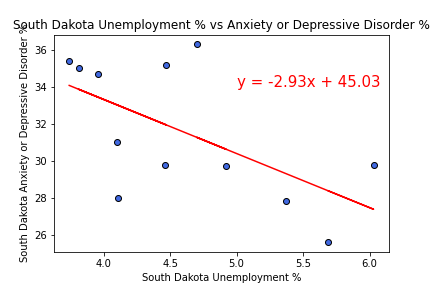 South Dakota Unemployment % vs Anxiety or Depressive Disorder %
South Dakota Anxiety or Depressive Disorder %
36
34
32
30
28
26
y = -2.93x + 45.03
4.0 4.5 5.0 5.5 6.0
South Dakota Unemployment %